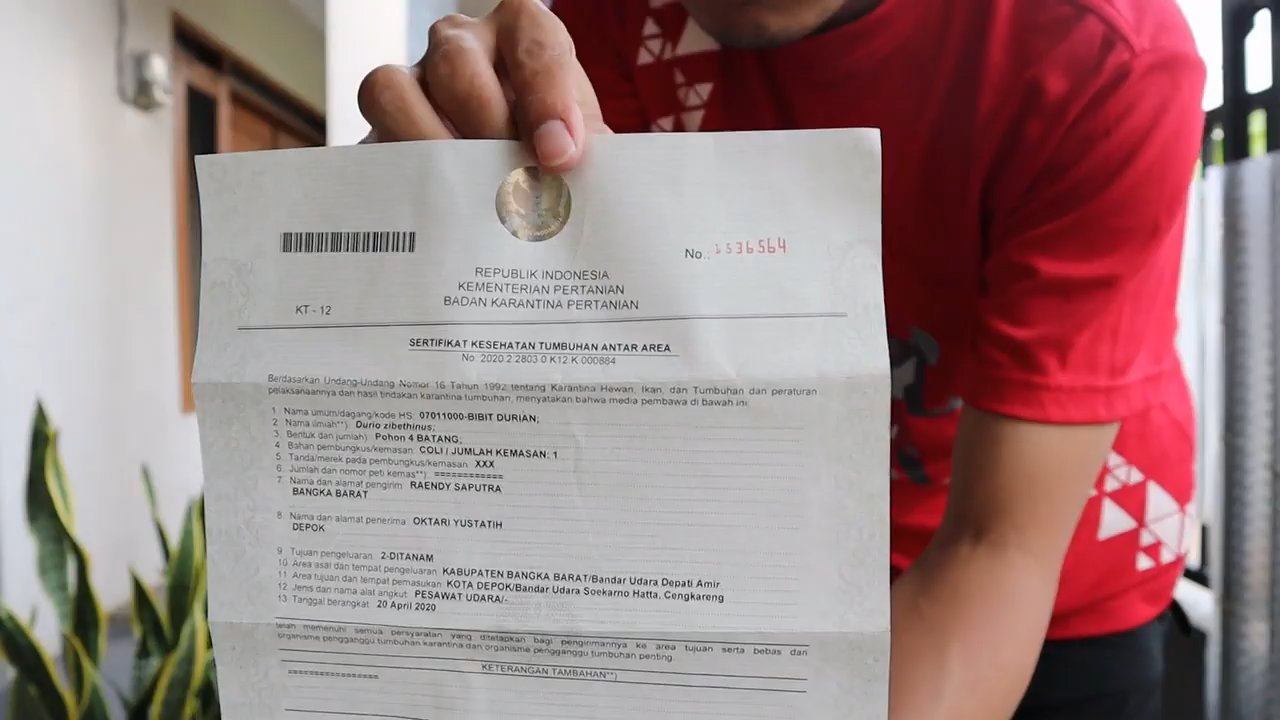 No.: 1536564
REPUBLIK INDONESIA
KEMENTERIAN PERTANIAN
BADAN KARANTINA PERTANIAN
KT - 12
SERTIFIKAT KESEHATAN TUMBUHAN ANTAR AREA
No. 2020.2.2803.0.K12.K.000884
Berdasarkan Undang-Undang Nomor 16 Tahun 1992 tentang Karantina Hewan, Ikan, dan Tumbuhan dan peraturan
pelaksanaannya dan hasil tindakan karantina tumbuhan, menyatakan bahwa media pembawa di bawah ini:
1. Nama umum/dagang/kode HS: 07011000-BIBIT DURIAN;
2. Nama ilmiah**): Durio zibethinus;
3. Bentuk dan jumlah): Pohon 4 BATANG;
4. Bahan pembungkus/kemasan: COLI / JUMLAH KEMASAN: 1
5. Tanda/merek pada pembungkus/kemasan: XXX
6. Jumlah dan nomor peti kemas**): ============
7. Nama dan alamat pengirim: RAENDY SAPUTRA
BANGKA BARAT
8. Nama dan alamat penerima: OKTARI YUSTATIH
DEPOK
9. Tujuan pengeluaran: 2-DITANAM
10. Area asal dan tempat pengeluaran: KABUPATEN BANGKA BARAT/Bandar Udara Depati Amir
11. Area tujuan dan tempat pemasukan: KOTA DEPOK/Bandar Udara Soekarno Hatta, Cengkareng
12. Jenis dan nama alat angkut: PESAWAT UDARA/-
13. Tanggal berangkat: 20 April 2020
telah memenuhi semua persyaratan yang ditetapkan bagi pengirimannya ke area tujuan serta bebas dari
organisme pengganggu tumbuhan karantina dan organisme pengganggu tumbuhan penting.
KETERANGAN TAMBAHAN**)
=================